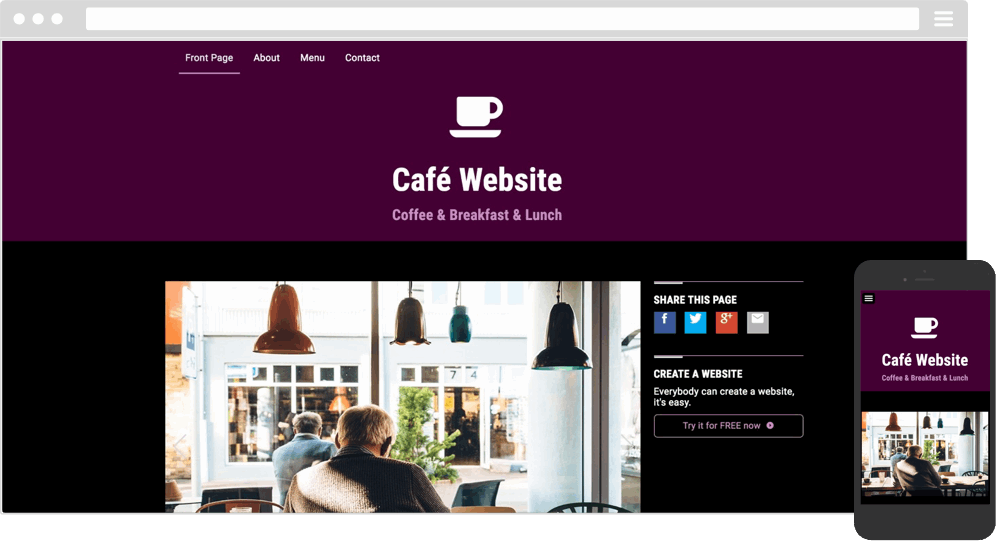 Front Page About Menu Contact
Café Website
Coffee & Breakfast & Lunch
SHARE THIS PAGE
f g+
CREATE A WEBSITE
Everybody can create a website,
it's easy.
Try it for FREE now
Café Website
Coffee & Breakfast & Lunch